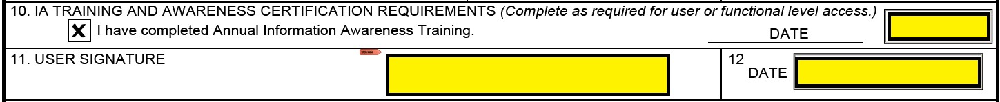 10. IA TRAINING AND AWARENESS CERTIFICATION REQUIREMENTS (Complete as required for user or functional level access.)
X I have completed Annual Information Awareness Training. DATE
11. USER SIGNATURE
12
DATE